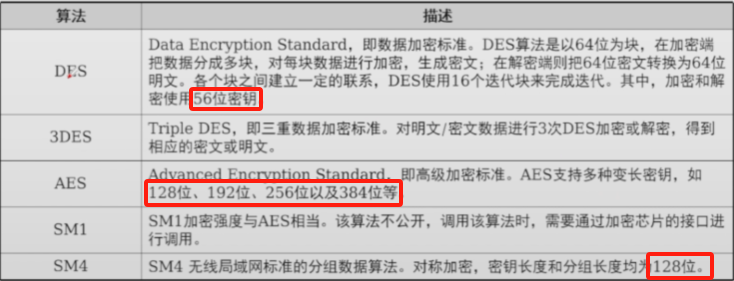 算法 描述
DES
Data Encryption Standard，即数据加密标准。DES算法是以64位为块，在加密端
把数据分成多块，对每块数据进行加密，生成密文；在解密端则把64位密文转换为64位
明文。各个块之间建立一定的联系，DES使用16个迭代块来完成迭代。其中，加密和解
密使用56位密钥
3DES
Triple DES，即三重数据加密标准。对明文/密文数据进行3次DES加密或解密，得到
相应的密文或明文。
AES
Advanced Encryption Standard，即高级加密标准。AES支持多种变长密钥，如
128位、192位、256位以及384位等
SM1
SM1加密强度与AES相当。该算法不公开，调用该算法时，需要通过加密芯片的接口进
行调用。
SM4
SM4 无线局域网标准的分组数据算法。对称加密，密钥长度和分组长度均为128位。